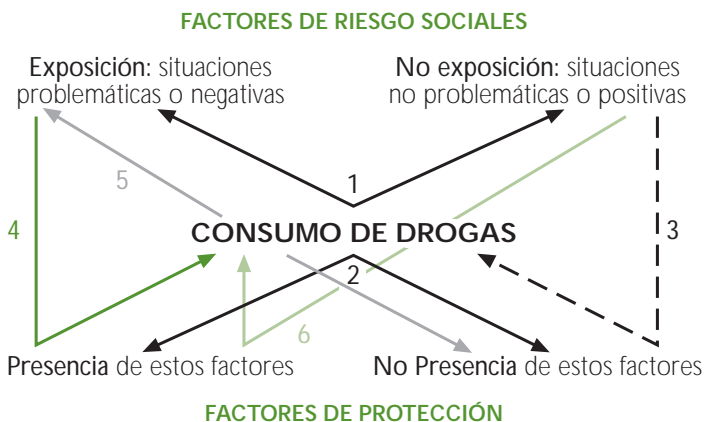 FACTORES DE RIESGO SOCIALES
Exposición: situaciones
problemáticas o negativas
No exposición: situaciones
no problemáticas o positivas
5
1
4
CONSUMO DE DROGAS
3
2
6
Presencia de estos factores
No Presencia de estos factores
FACTORES DE PROTECCIÓN